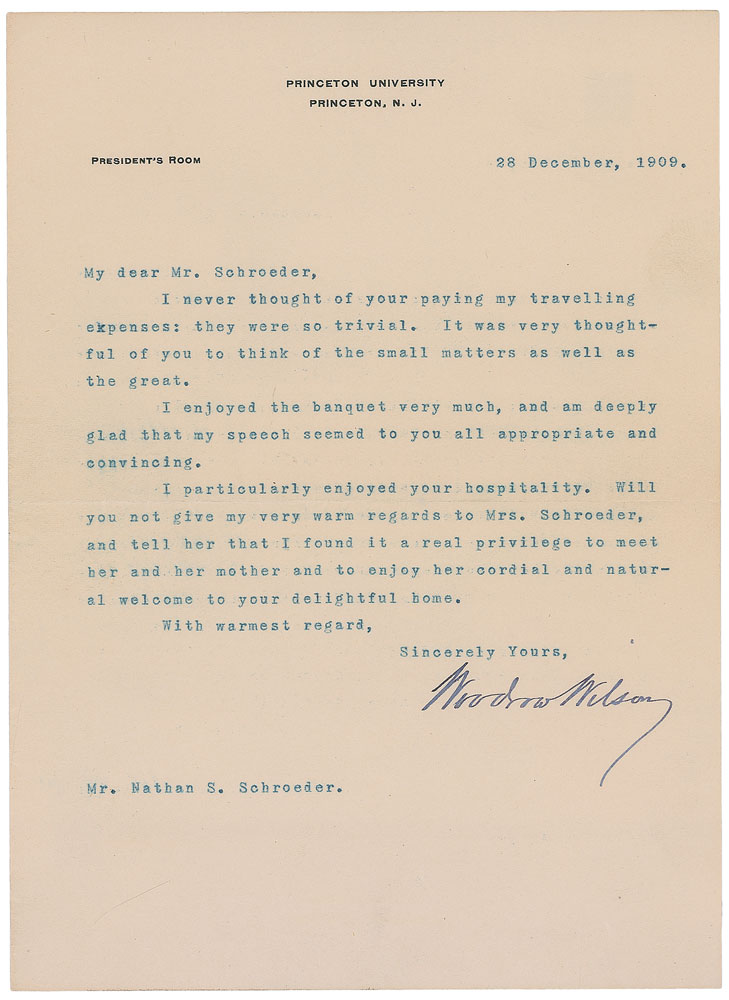 PRINCETON UNIVERSITY
PRINCETON, N. J.
PRESIDENT'S ROOM
28 December, 1909.
My dear Mr. Schroeder,
I never thought of your paying my travelling
expenses: they were so trivial. It was very thought-
ful of you to think of the small matters as well as
the great.
I enjoyed the banquet very much, and am deeply
glad that my speech seemed to you all appropriate and
convincing.
I particularly enjoyed your hospitality. Will
you not give my very warm regards to Mrs. Schroeder,
and tell her that I found it a real privilege to meet
her and her mother and to enjoy her cordial and natur-
al welcome to your delightful home.
With warmest regard,
Sincerely Yours,
Woodrow Wilson
Mr. Nathan S. Schroeder.